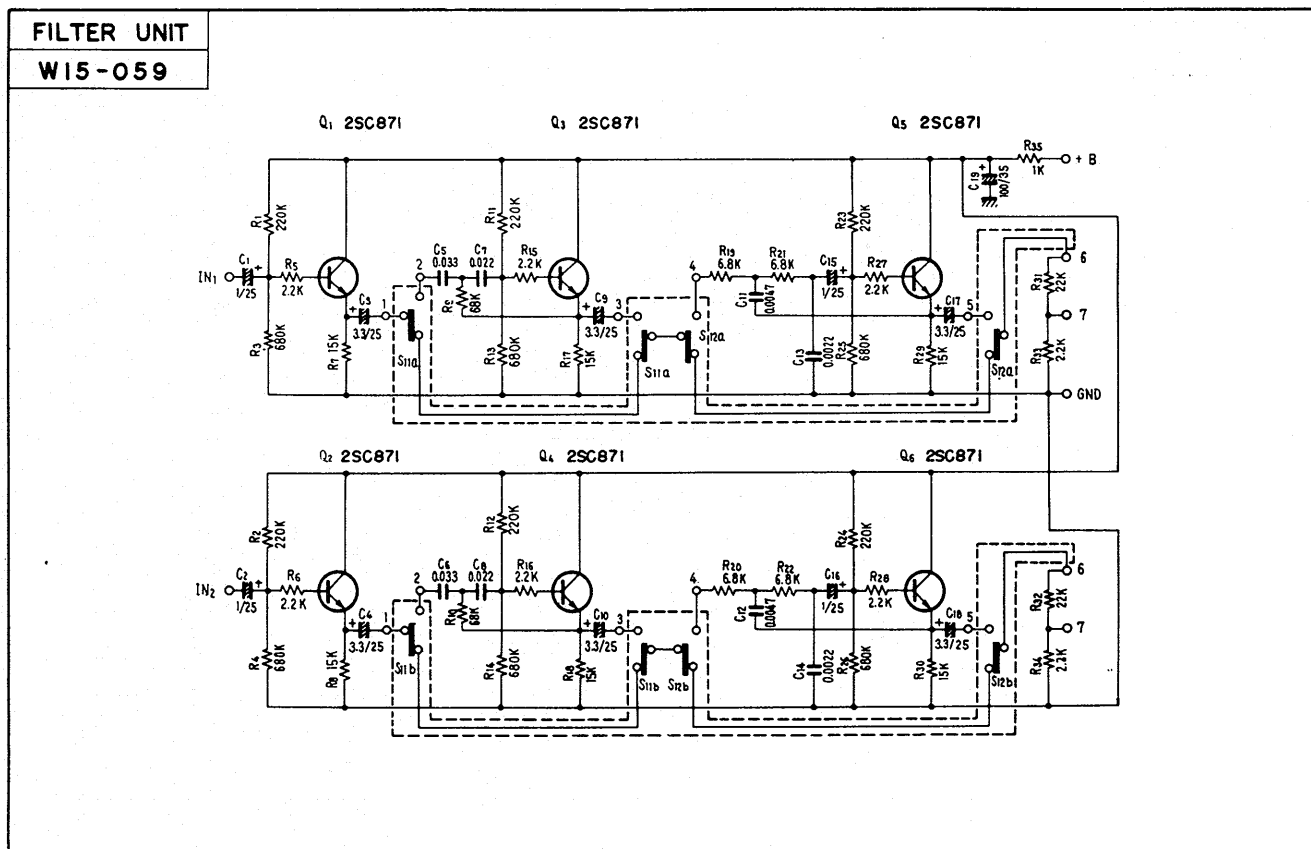 FILTER UNIT
W15-059
Q1 2SC871
Q3 2SC871
Q5 2SC871
R35
1K
+ B
C19
+
100/35
R1
220K
R11
220K
R23
220K
IN1
C1
+
1/25
R5
2.2K
C5
0.033
C7
0.022
R15
2.2K
R19
6.8K
R21
6.8K
C15
+
1/25
R27
2.2K
2
4
6
R9
68K
C11
0.0047
R31
22K
C3
+
3.3/25
1
C9
+
3.3/25
3
C17
+
3.3/25
5
7
R3
680K
R7 15K
S11a
R13
680K
R17
15K
S11a
S12a
C13
0.0022
R25
680K
R29
15K
S12a
R33
2.2K
GND
Q2 2SC871
Q4 2SC871
Q6 2SC871
R2
220K
R12
220K
R24
220K
IN2
C2
+
1/25
R6
2.2K
C6
0.033
C8
0.022
R16
2.2K
R20
6.8K
R22
6.8K
C16
+
1/25
R28
2.2K
2
4
6
R10
68K
C12
0.0047
R32
22K
C4
+
3.3/25
1
C10
+
3.3/25
3
C18
+
3.3/25
5
7
R4
680K
R8 15K
S11b
R14
680K
R18
15K
S11b
S12b
C14
0.0022
R26
680K
R30
15K
S12b
R34
2.2K